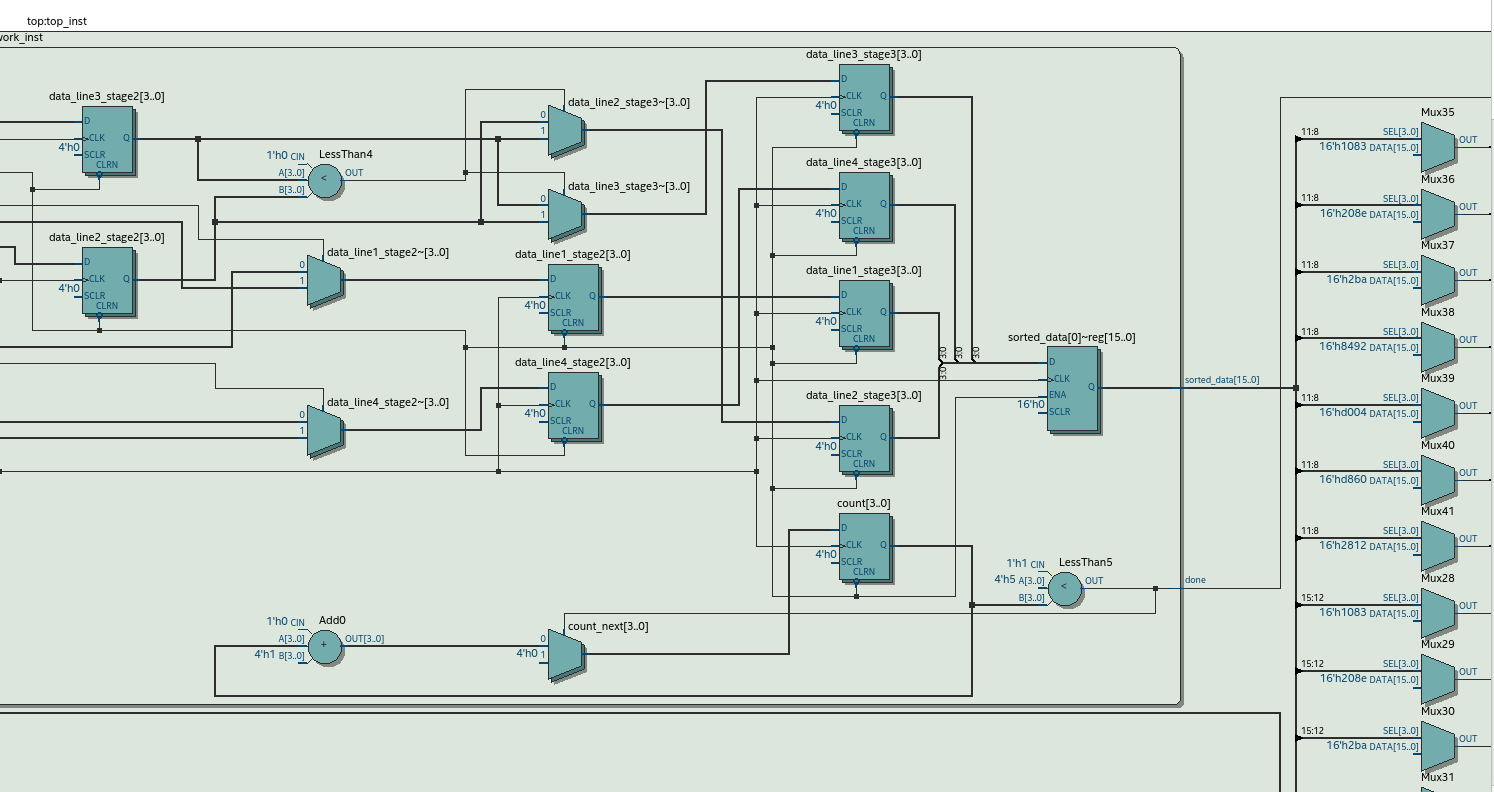 top:top_inst
work_inst
data_line3_stage2[3..0]
D
CLK
4'h0
SCLR
CLRN
Q
1'h0 CIN
LessThan4
A[3..0]
B[3..0]
<
OUT
data_line2_stage2[3..0]
D
CLK
4'h0
SCLR
CLRN
Q
data_line1_stage2~[3..0]
0
1
data_line4_stage2~[3..0]
0
1
1'h0 CIN
Add0
A[3..0]
4'h1 B[3..0]
+
OUT[3..0]
data_line2_stage3~[3..0]
0
1
data_line3_stage3~[3..0]
0
1
data_line1_stage2[3..0]
D
CLK
4'h0
SCLR
CLRN
Q
data_line4_stage2[3..0]
D
CLK
4'h0
SCLR
CLRN
Q
count_next[3..0]
0
4'h0 1
data_line3_stage3[3..0]
D
CLK
4'h0
SCLR
CLRN
Q
data_line4_stage3[3..0]
D
CLK
4'h0
SCLR
CLRN
Q
data_line1_stage3[3..0]
D
CLK
4'h0
SCLR
CLRN
Q
data_line2_stage3[3..0]
D
CLK
4'h0
SCLR
CLRN
Q
count[3..0]
D
CLK
4'h0
SCLR
CLRN
Q
3:0
3:0
3:0
3:0
sorted_data[0]~reg[15..0]
D
CLK
ENA
16'h0
SCLR
Q
sorted_data[15..0]
1'h1 CIN
LessThan5
4'h5 A[3..0]
B[3..0]
<
OUT
done
Mux35
11:8
SEL[3..0]
16'h1083 DATA[15..0]
OUT
Mux36
11:8
SEL[3..0]
16'h208e DATA[15..0]
OUT
Mux37
11:8
SEL[3..0]
16'h2ba DATA[15..0]
OUT
Mux38
11:8
SEL[3..0]
16'h8492 DATA[15..0]
OUT
Mux39
11:8
SEL[3..0]
16'hd004 DATA[15..0]
OUT
Mux40
11:8
SEL[3..0]
16'hd860 DATA[15..0]
OUT
Mux41
11:8
SEL[3..0]
16'h2812 DATA[15..0]
OUT
Mux28
15:12
SEL[3..0]
16'h1083 DATA[15..0]
OUT
Mux29
15:12
SEL[3..0]
16'h208e DATA[15..0]
OUT
Mux30
15:12
SEL[3..0]
16'h2ba DATA[15..0]
OUT
Mux31